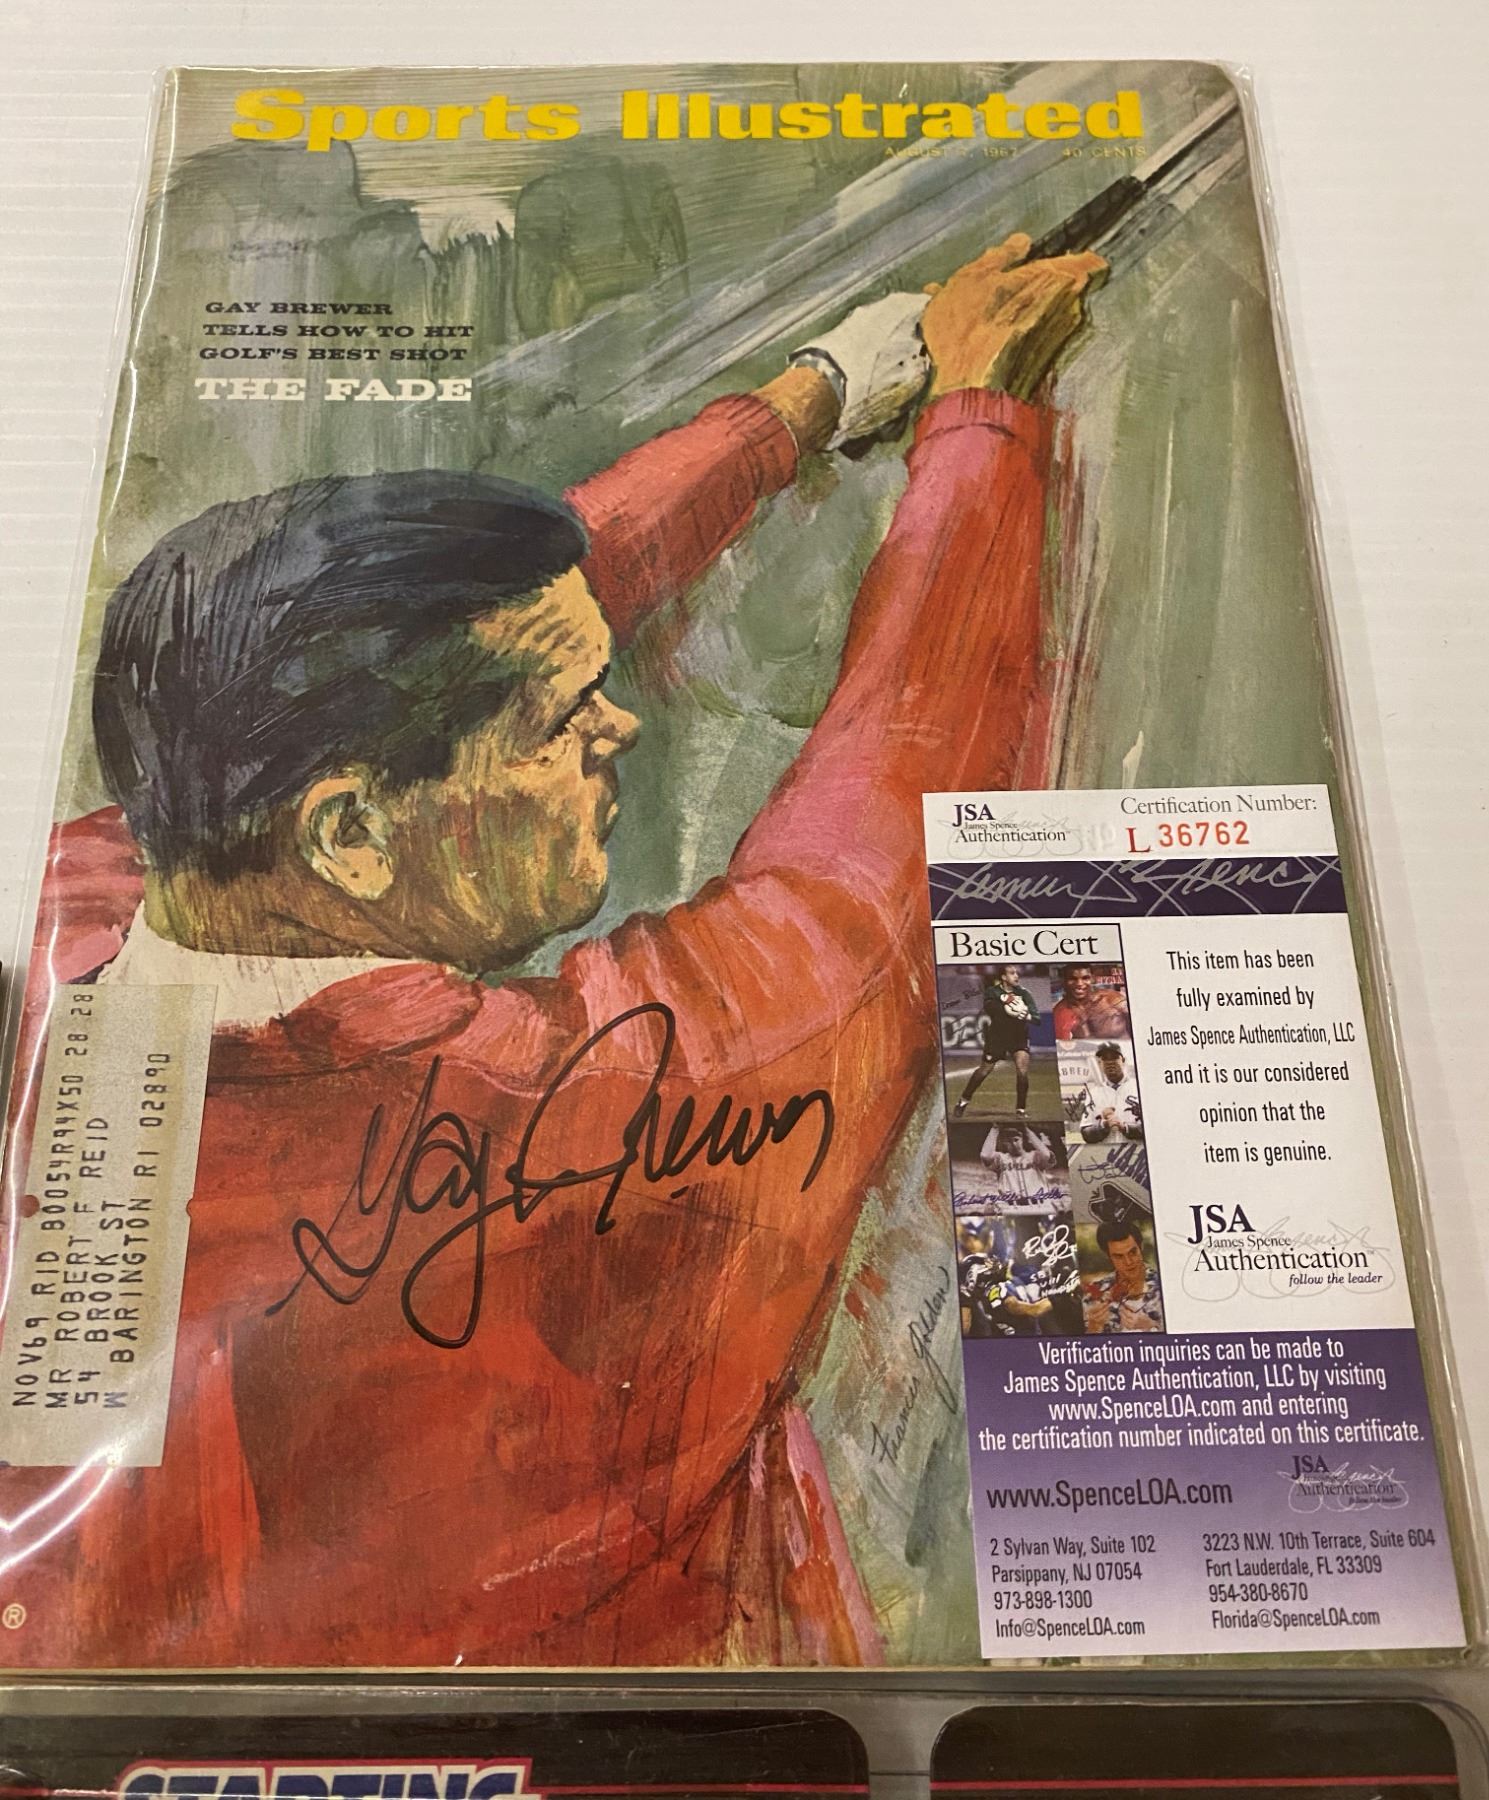 Sports Illustrated
AUGUST 7, 1967 40 CENTS
GAY BREWER
TELLS HOW TO HIT
GOLF'S BEST SHOT
THE FADE
JSA
James Spence
Authentication
Certification Number:
L 36762
Basic Cert
This item has been
fully examined by
James Spence Authentication, LLC
and it is our considered
opinion that the
item is genuine.
JSA
James Spence
Authentication™
follow the leader
Verification inquiries can be made to
James Spence Authentication, LLC by visiting
www.SpenceLOA.com and entering
the certification number indicated on this certificate.
www.SpenceLOA.com
JSA
Authentication
2 Sylvan Way, Suite 102
Parsippany, NJ 07054
973-898-1300
Info@SpenceLOA.com
3223 N.W. 10th Terrace, Suite 604
Fort Lauderdale, FL 33309
954-380-8670
Florida@SpenceLOA.com
Gay Brewer
Francis Golden
NOV69 RID B0054R94X50 28 28
MR ROBERT F REID
54 BROOK ST
W BARINGTON RI 02890
®
STARTING